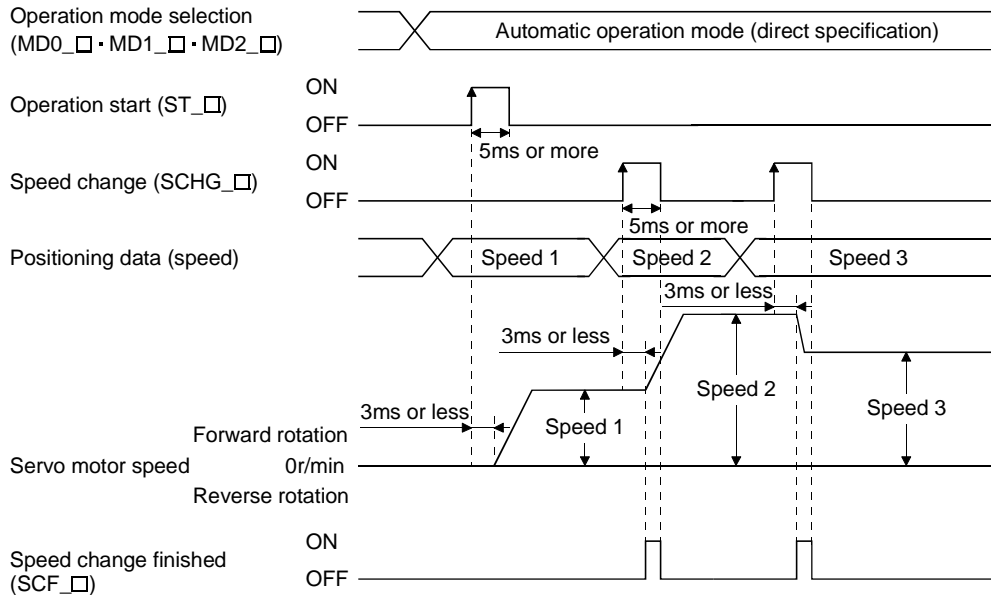 Operation mode selection
(MD0_□ · MD1_□ · MD2_□)
Automatic operation mode (direct specification)
Operation start (ST_□)
ON
OFF
5ms or more
Speed change (SCHG_□)
ON
OFF
5ms or more
Positioning data (speed)
Speed 1
Speed 2
Speed 3
3ms or less
3ms or less
3ms or less
Speed 1
Speed 2
Speed 3
Forward rotation
Servo motor speed
0r/min
Reverse rotation
Speed change finished
(SCF_□)
ON
OFF